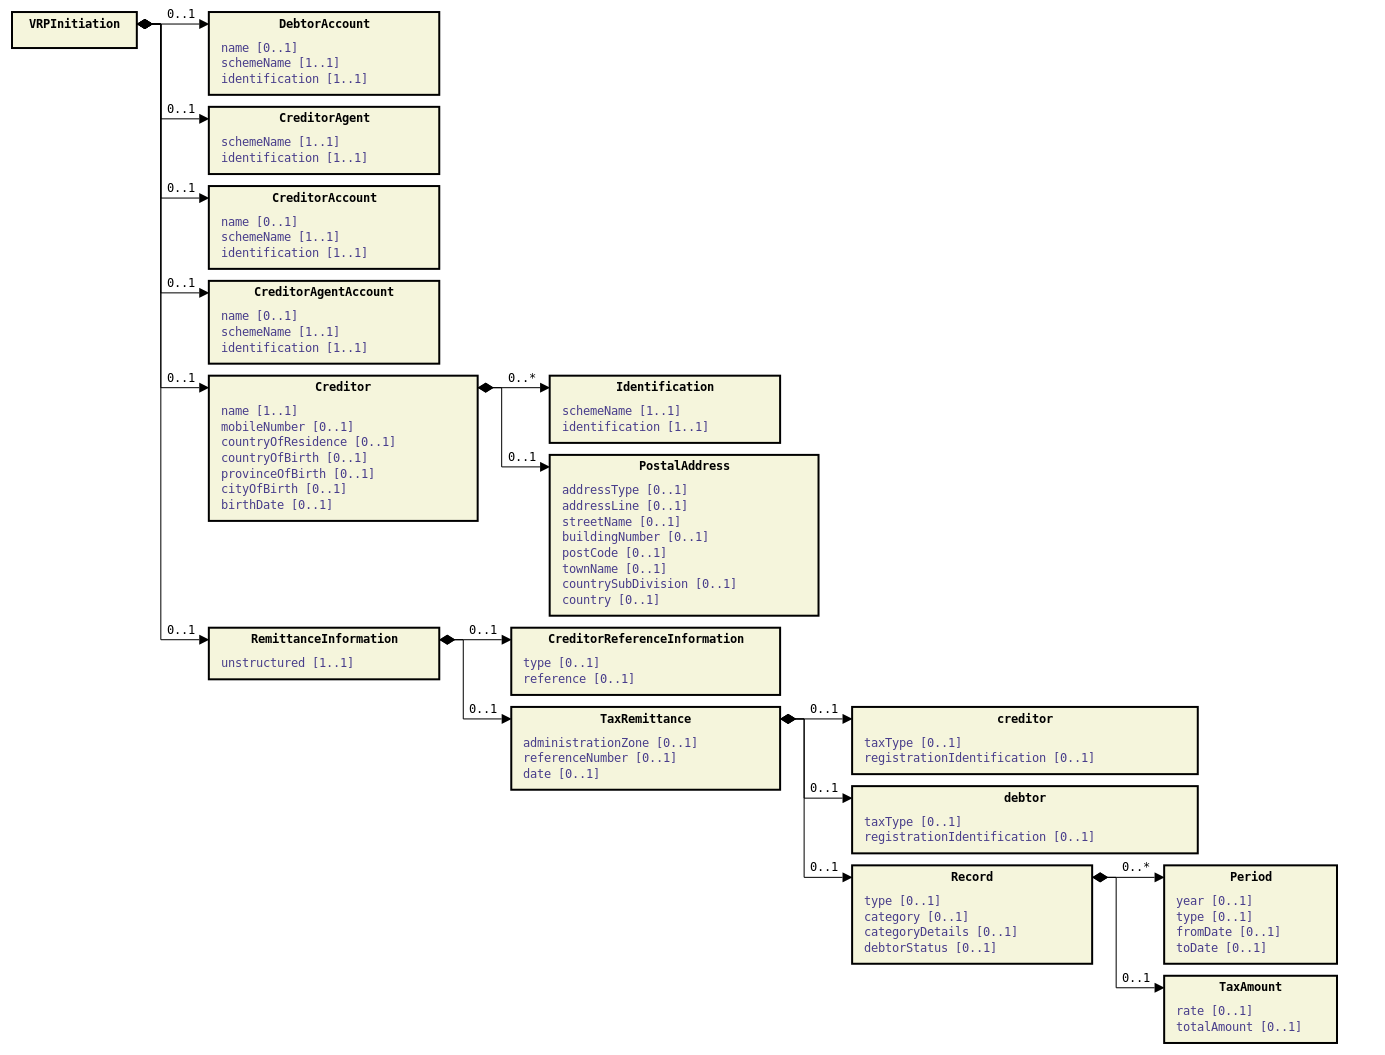 VRPInitiation
0..1
DebtorAccount
name [0..1]
schemeName [1..1]
identification [1..1]
0..1
CreditorAgent
schemeName [1..1]
identification [1..1]
0..1
CreditorAccount
name [0..1]
schemeName [1..1]
identification [1..1]
0..1
CreditorAgentAccount
name [0..1]
schemeName [1..1]
identification [1..1]
0..1
Creditor
name [1..1]
mobileNumber [0..1]
countryOfResidence [0..1]
countryOfBirth [0..1]
provinceOfBirth [0..1]
cityOfBirth [0..1]
birthDate [0..1]
0..*
Identification
schemeName [1..1]
identification [1..1]
0..1
PostalAddress
addressType [0..1]
addressLine [0..1]
streetName [0..1]
buildingNumber [0..1]
postCode [0..1]
townName [0..1]
countrySubDivision [0..1]
country [0..1]
0..1
RemittanceInformation
unstructured [1..1]
0..1
CreditorReferenceInformation
type [0..1]
reference [0..1]
0..1
TaxRemittance
administrationZone [0..1]
referenceNumber [0..1]
date [0..1]
0..1
creditor
taxType [0..1]
registrationIdentification [0..1]
0..1
debtor
taxType [0..1]
registrationIdentification [0..1]
0..1
Record
type [0..1]
category [0..1]
categoryDetails [0..1]
debtorStatus [0..1]
0..*
Period
year [0..1]
type [0..1]
fromDate [0..1]
toDate [0..1]
0..1
TaxAmount
rate [0..1]
totalAmount [0..1]